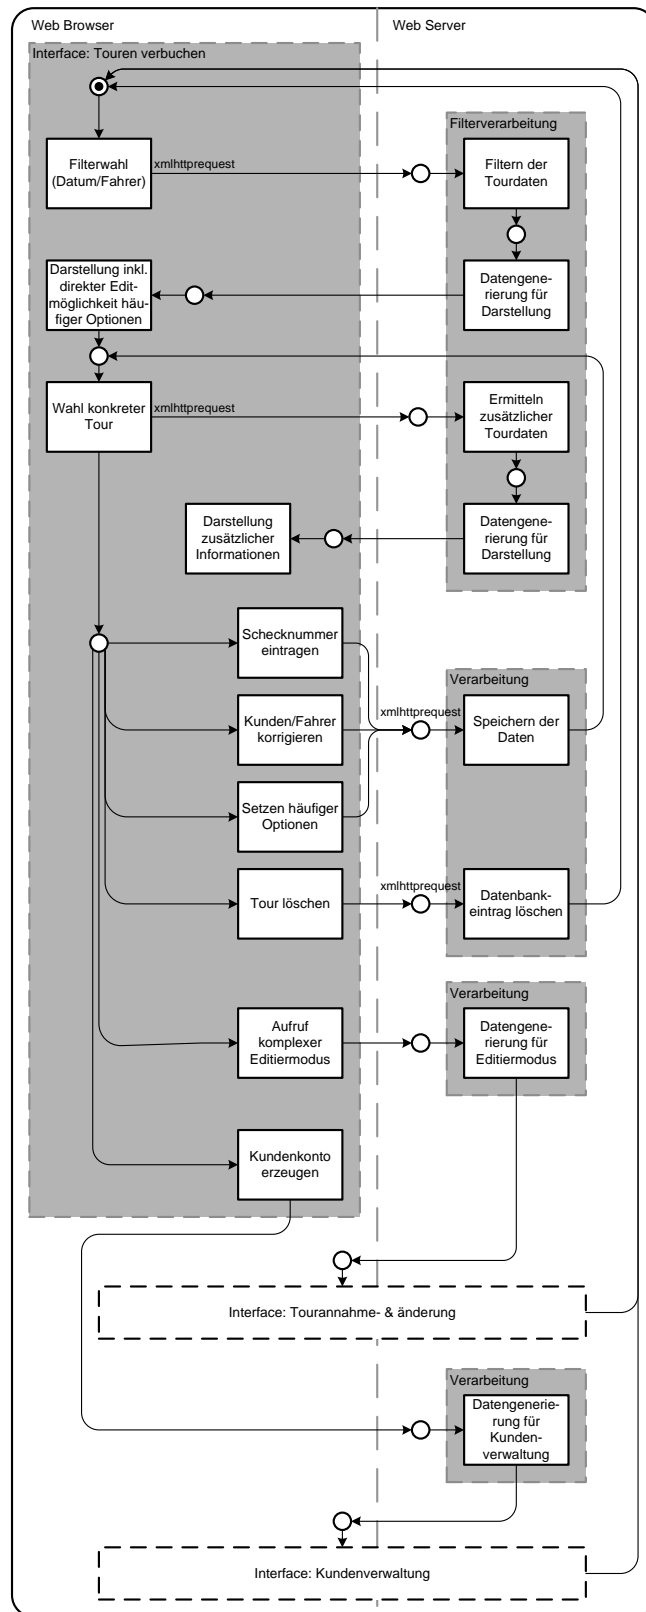 Web Browser
Web Server
Interface: Touren verbuchen
Filterverarbeitung
Filterwahl
(Datum/Fahrer)
xmlhttprequest
Filtern der
Tourdaten
Darstellung inkl.
direkter Edit-
möglichkeit häu-
figer Optionen
Datengene-
rierung für
Darstellung
Wahl konkreter
Tour
xmlhttprequest
Ermitteln
zusätzlicher
Tourdaten
Darstellung
zusätzlicher
Informationen
Datengene-
rierung für
Darstellung
Schecknummer
eintragen
Verarbeitung
Kunden/Fahrer
korrigieren
xmlhttprequest
Speichern der
Daten
Setzen häufiger
Optionen
Tour löschen
xmlhttprequest
Datenbank-
eintrag löschen
Verarbeitung
Aufruf
komplexer
Editiermodus
Datengene-
rierung für
Editiermodus
Kundenkonto
erzeugen
Interface: Tourannahme- & änderung
Verarbeitung
Datengenerie-
rung für
Kunden-
verwaltung
Interface: Kundenverwaltung